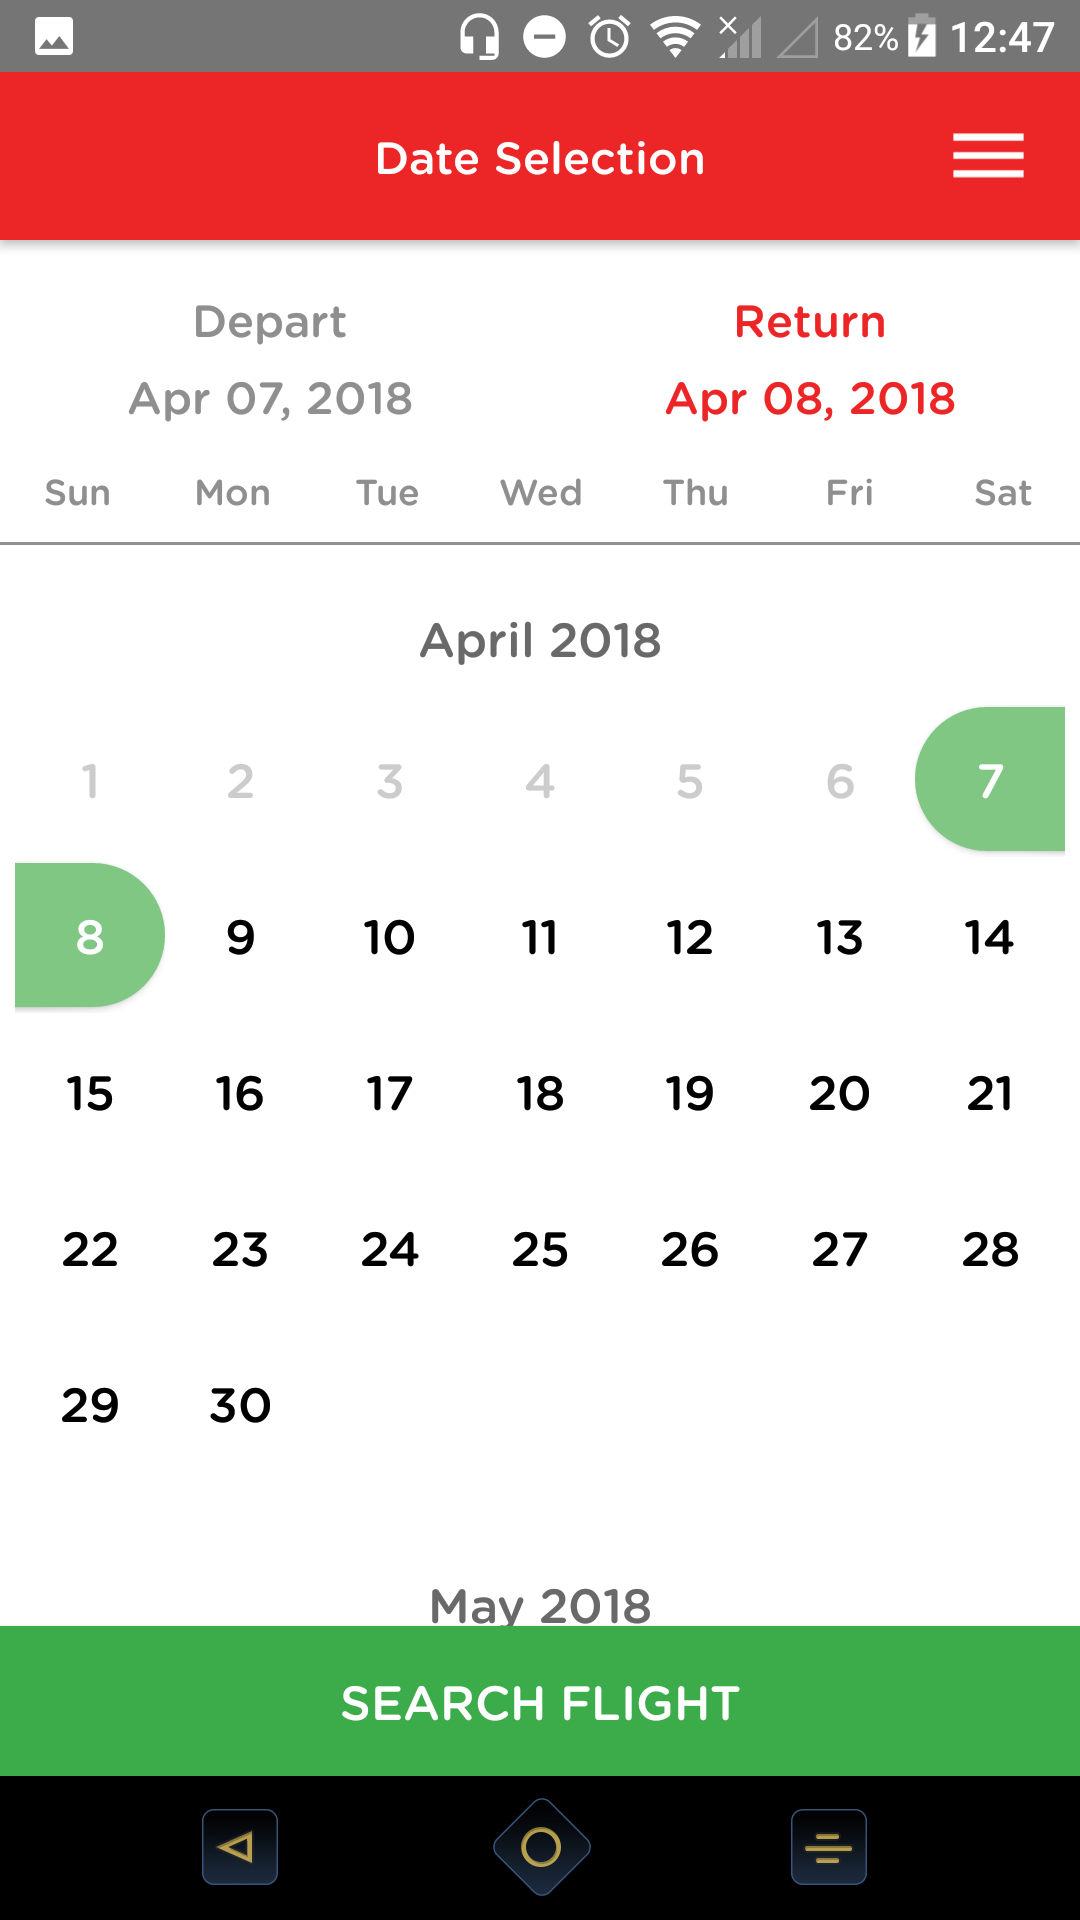 82% 12:47
Date Selection
Depart Return
Apr 07, 2018 Apr 08, 2018
Sun Mon Tue Wed Thu Fri Sat
April 2018
1 2 3 4 5 6 7
8 9 10 11 12 13 14
15 16 17 18 19 20 21
22 23 24 25 26 27 28
29 30
May 2018
SEARCH FLIGHT